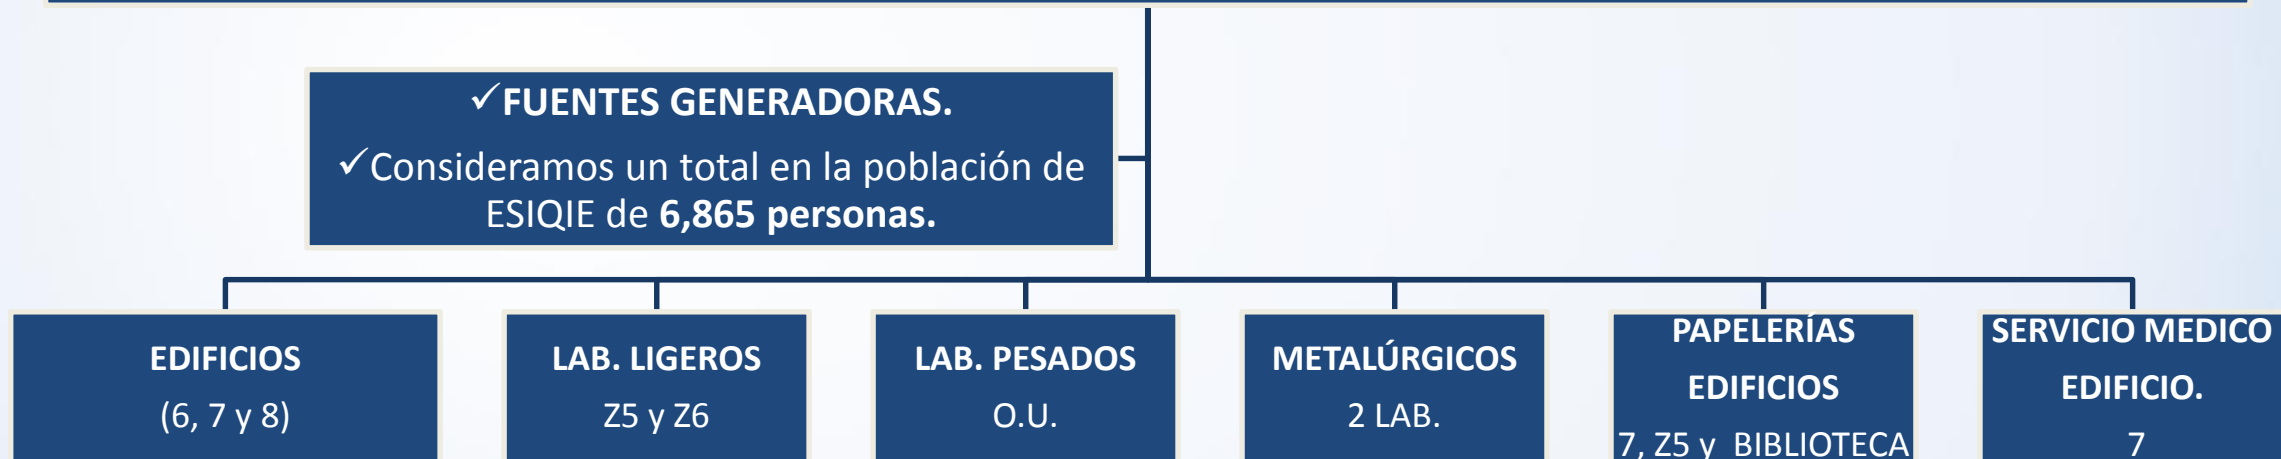 ✓FUENTES GENERADORAS.
✓Consideramos un total en la población de
ESIQIE de 6,865 personas.
EDIFICIOS
(6, 7 y 8)
LAB. LIGEROS
Z5 y Z6
LAB. PESADOS
O.U.
METALÚRGICOS
2 LAB.
PAPELERÍAS
EDIFICIOS
7, Z5 y BIBLIOTECA
SERVICIO MEDICO
EDIFICIO.
7